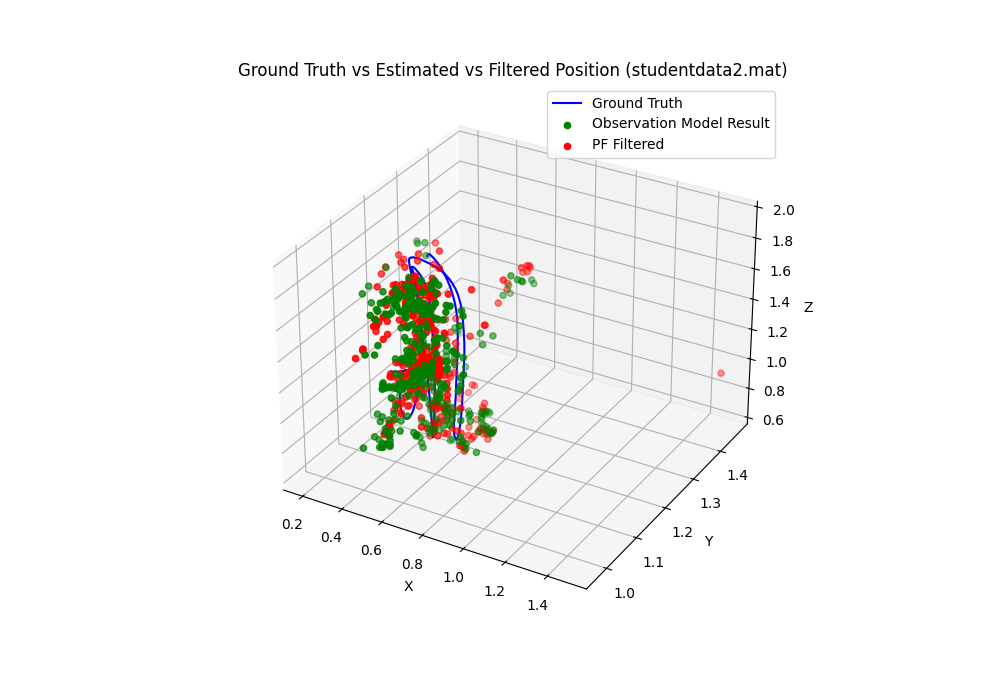 Ground Truth vs Estimated vs Filtered Position (studentdata2.mat)
Ground Truth
Observation Model Result
PF Filtered
2.0
1.8
1.6
1.4
1.2
1.0
0.8
0.6
Z
1.4
1.3
1.2
1.1
1.0
Y
0.2
0.4
0.6
0.8
1.0
1.2
1.4
X